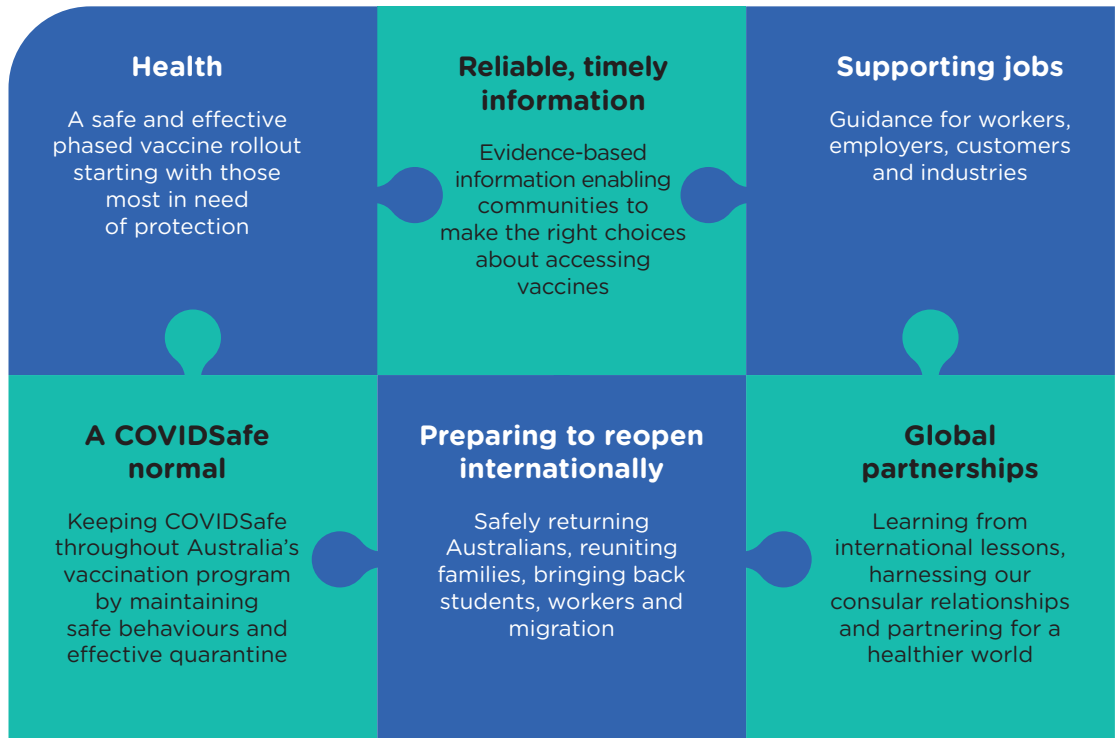 Health
A safe and effective
phased vaccine rollout
starting with those
most in need
of protection
Reliable, timely
information
Evidence-based
information enabling
communities to
make the right choices
about accessing
vaccines
Supporting jobs
Guidance for workers,
employers, customers
and industries
A COVIDSafe
normal
Keeping COVIDSafe
throughout Australia’s
vaccination program
by maintaining
safe behaviours and
effective quarantine
Preparing to reopen
internationally
Safely returning
Australians, reuniting
families, bringing back
students, workers and
migration
Global
partnerships
Learning from
international lessons,
harnessing our
consular relationships
and partnering for a
healthier world